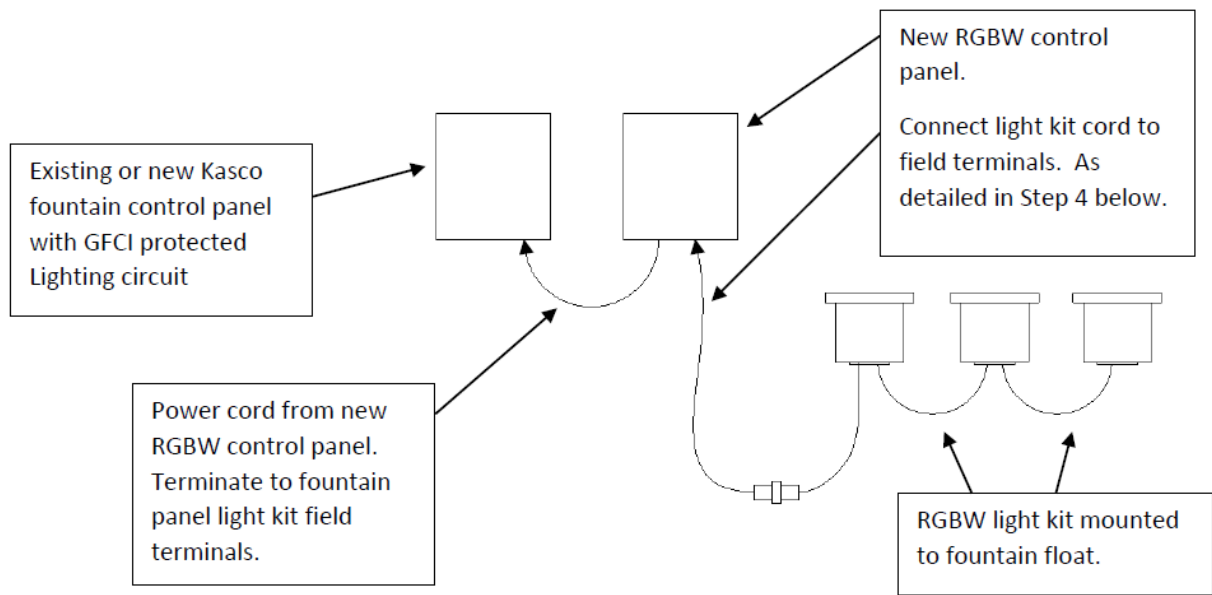 New RGBW control
panel.
Connect light kit cord to
field terminals. As
detailed in Step 4 below.
Existing or new Kasco
fountain control panel
with GFCI protected
Lighting circuit
Power cord from new
RGBW control panel.
Terminate to fountain
panel light kit field
terminals.
RGBW light kit mounted
to fountain float.